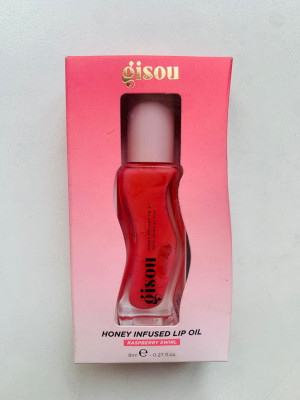 gisou
gisou
HONEY INFUSED LIP OIL
RASPBERRY SWIRL
8ml ℮ - 0.27 fl.oz.